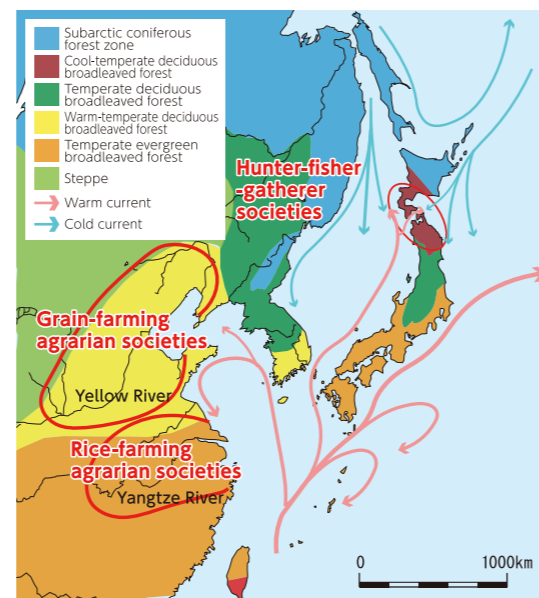 Subarctic coniferous
forest zone
Cool-temperate deciduous
broadleaved forest
Temperate deciduous
broadleaved forest
Warm-temperate deciduous
broadleaved forest
Temperate evergreen
broadleaved forest
Steppe
Warm current
Cold current
Hunter-fisher
-gatherer
societies
Grain-farming
agrarian societies
Yellow River
Rice-farming
agrarian societies
Yangtze River
0 1000km